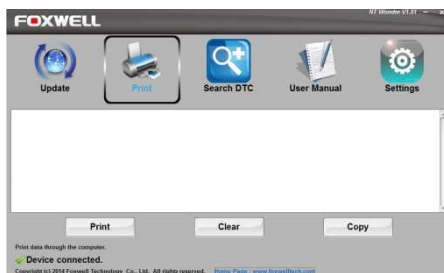 NT Wonder V1.01
FOXWELL
Update
Print
Search DTC
User Manual
Settings
Print
Clear
Copy
Print data through the computer.
Device connected.
Copyright (c) 2014 Foxwell Technology Co., Ltd. All rights reserved. Home Page : www.foxwelltech.com